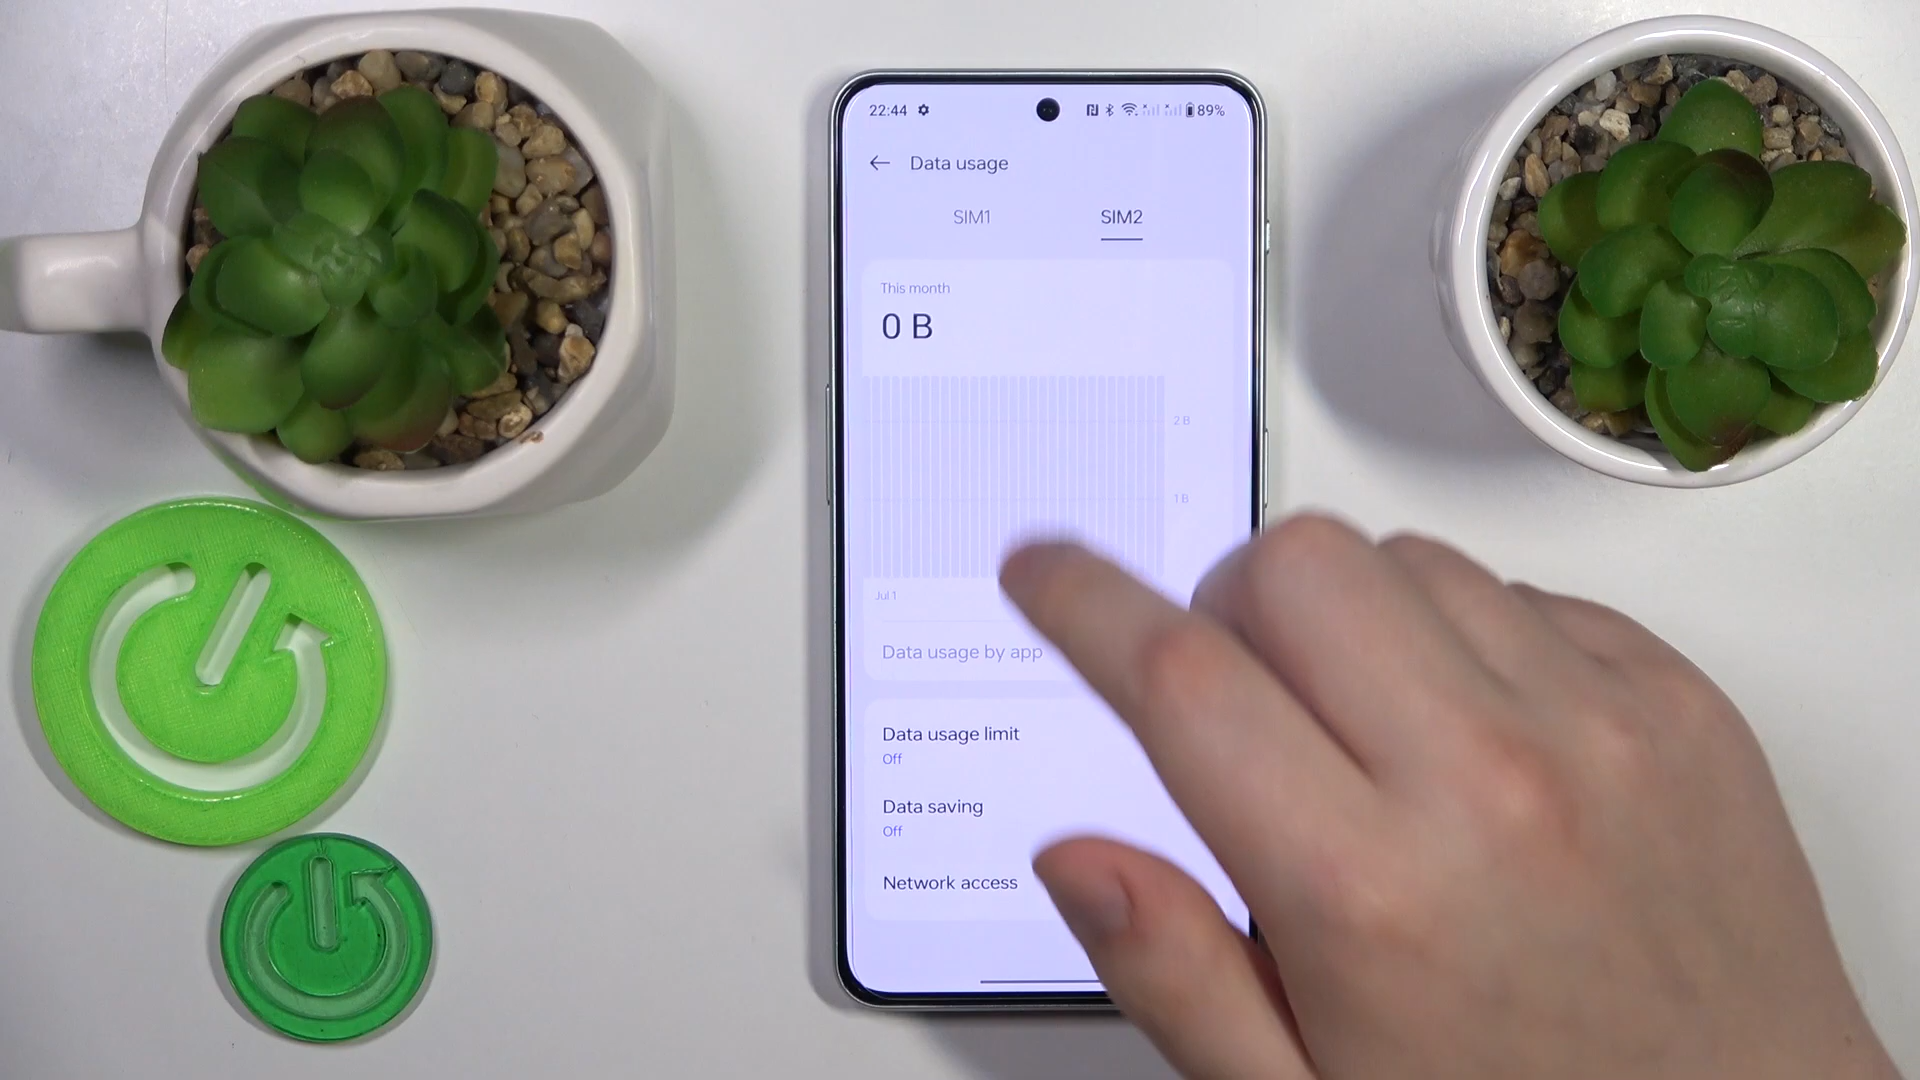 22:44 89%
Data usage
SIM1 SIM2
This month
0 B
2 B
1 B
Jul 1
Data usage by app
Data usage limit
Off
Data saving
Off
Network access